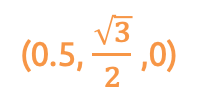 (0.5, √3/2 ,0)